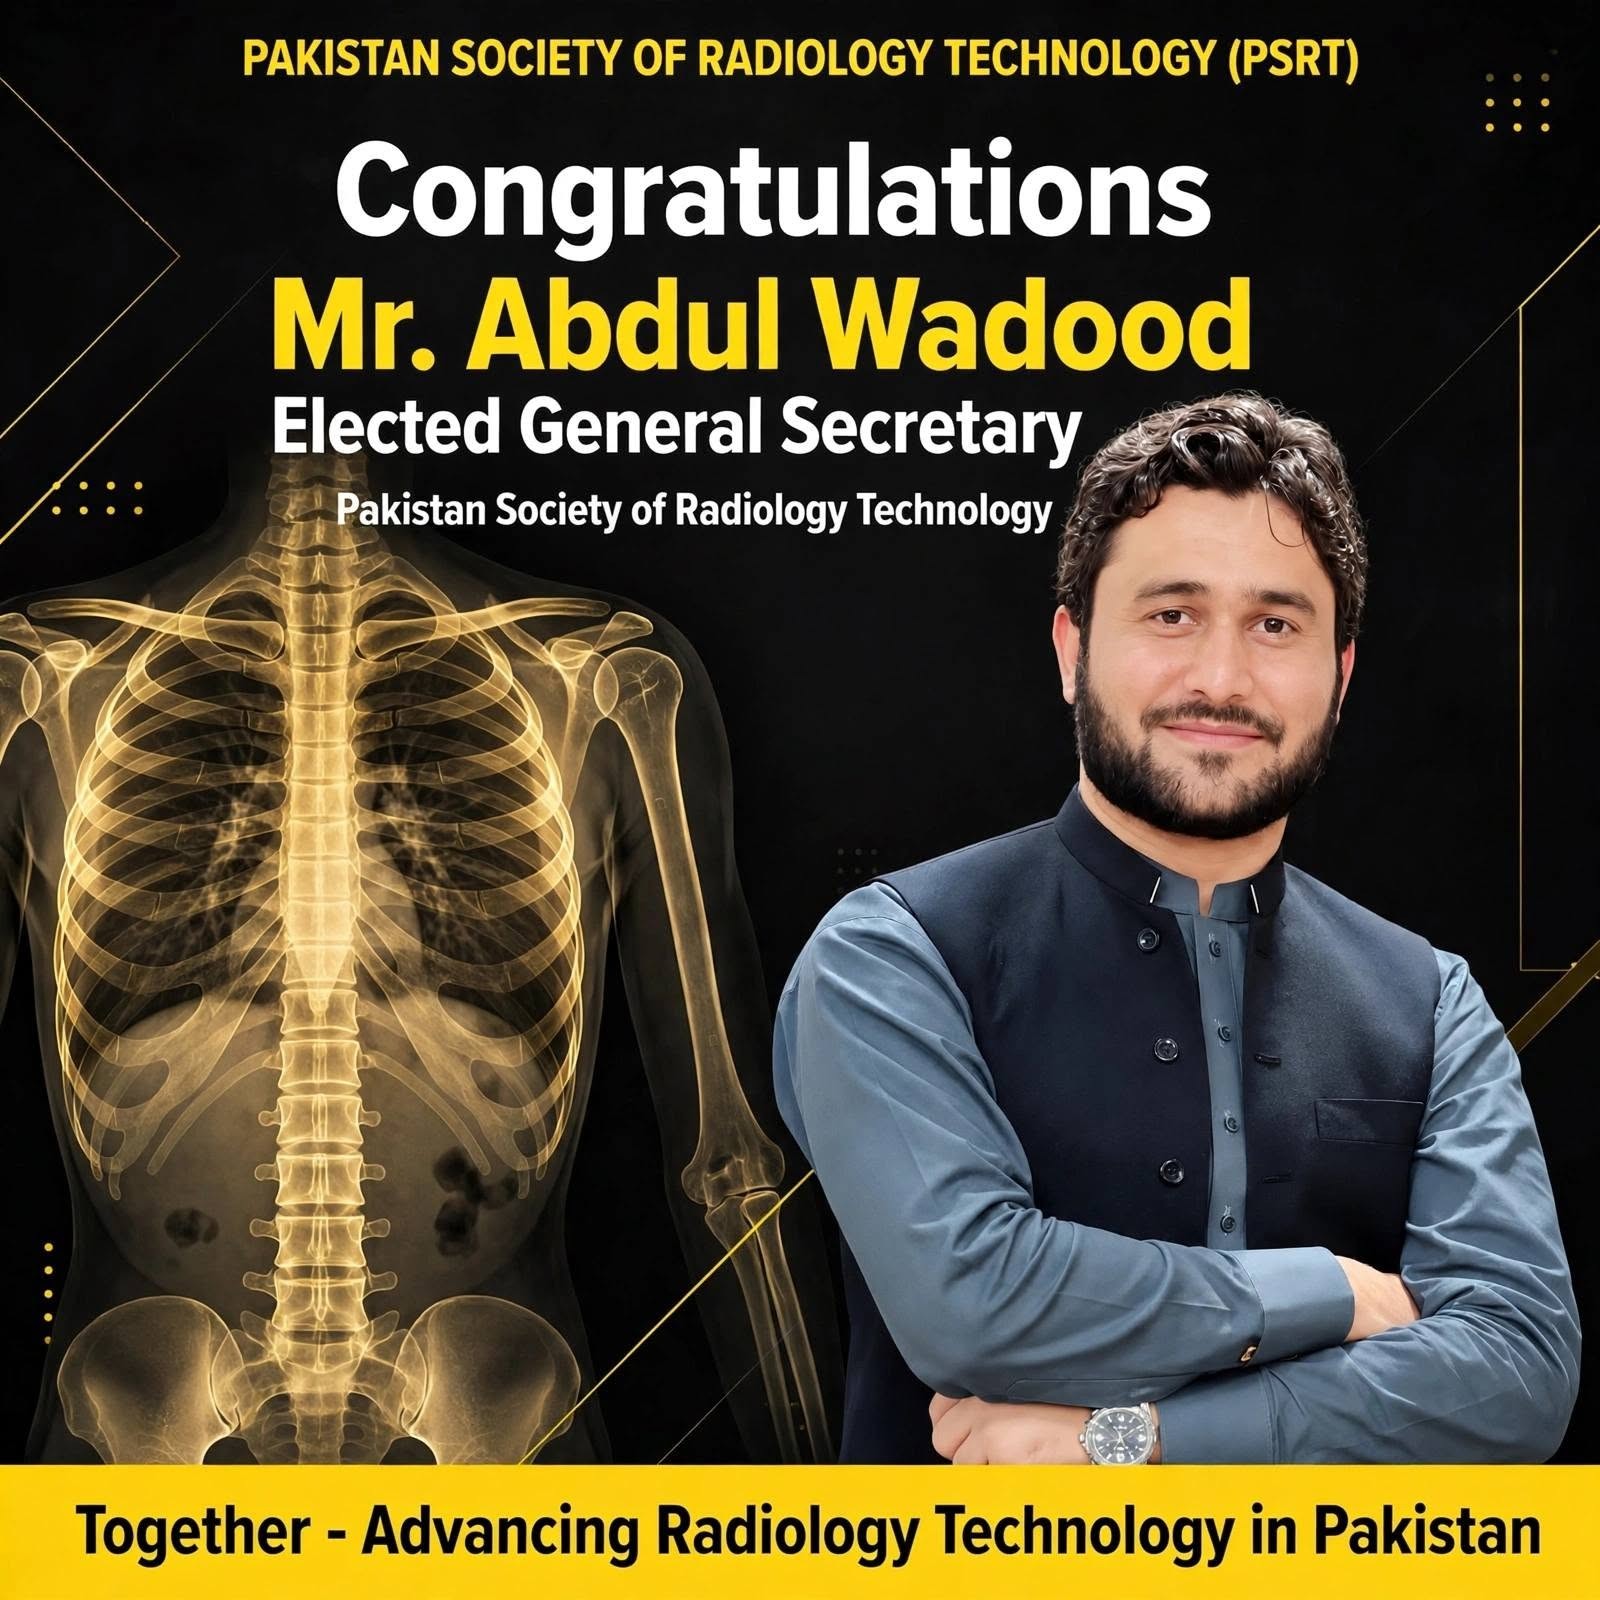 PAKISTAN SOCIETY OF RADIOLOGY TECHNOLOGY (PSRT)
Congratulations
Mr. Abdul Wadood
Elected General Secretary
Pakistan Society of Radiology Technology
Together - Advancing Radiology Technology in Pakistan